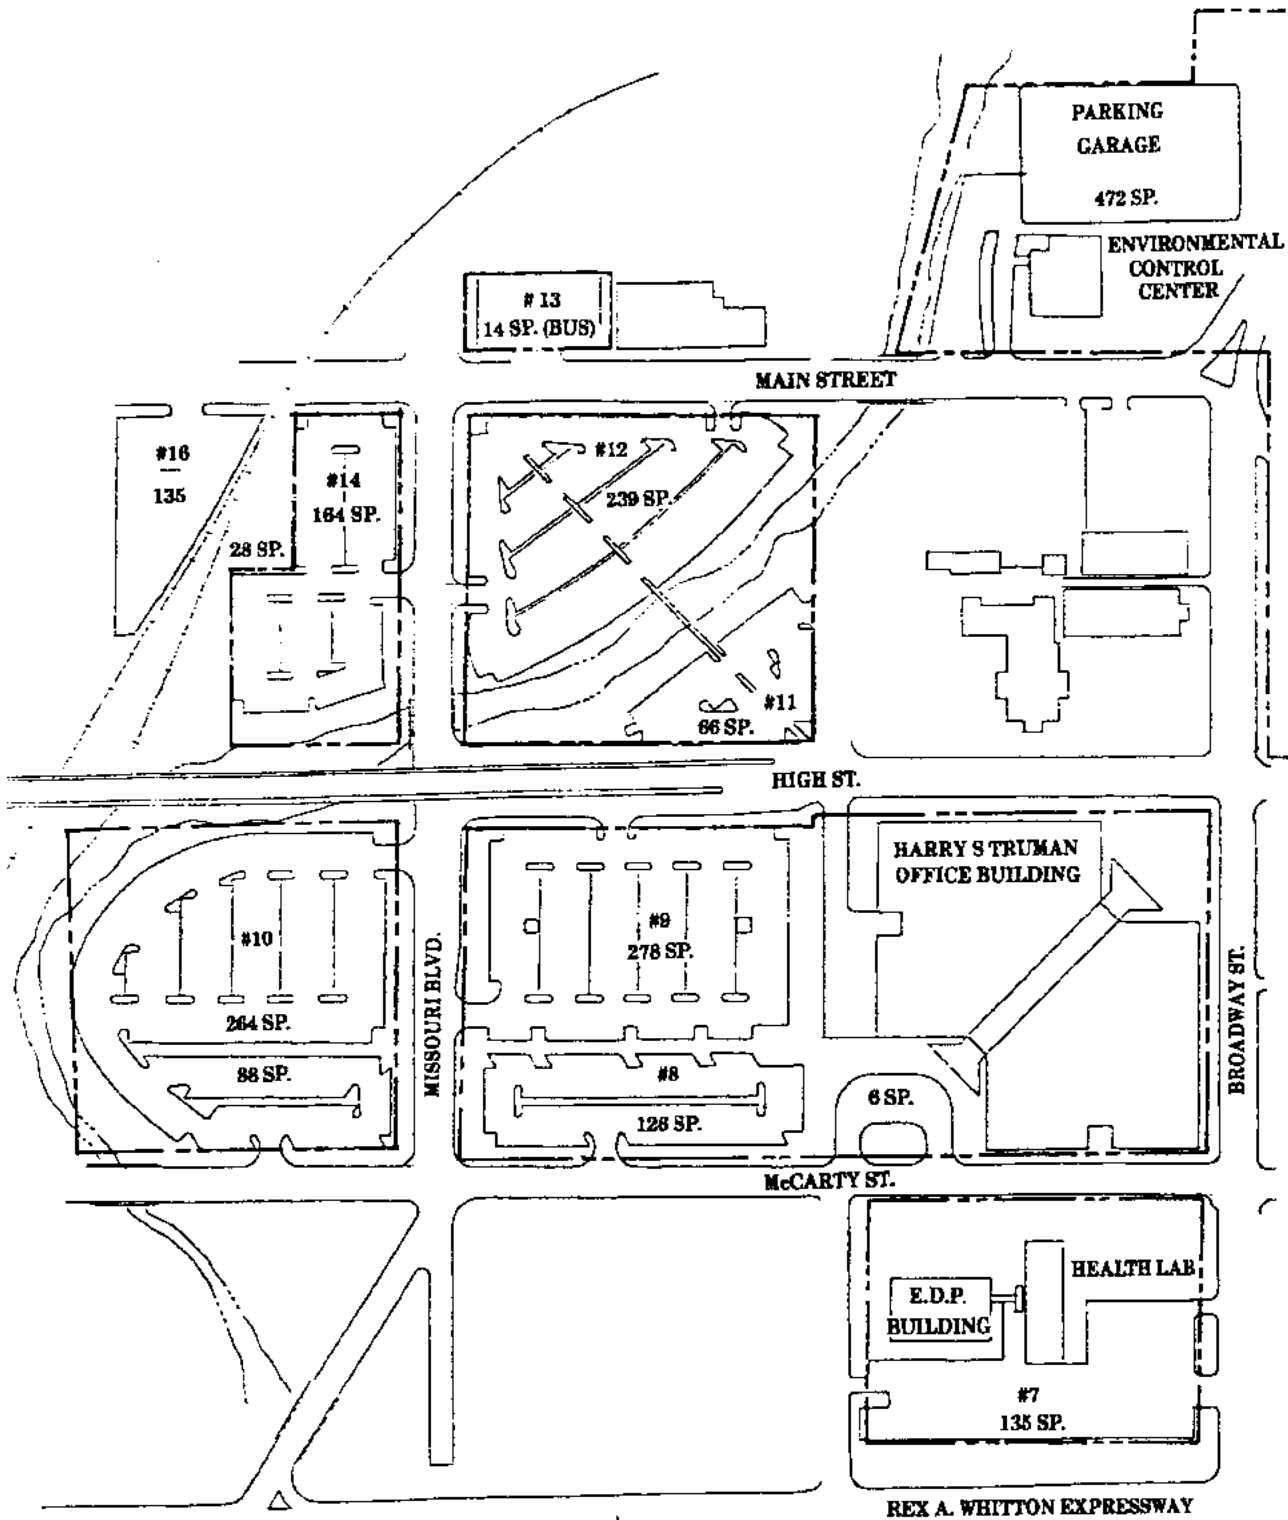 PARKING
GARAGE
472 SP.
ENVIRONMENTAL
CONTROL
CENTER
# 13
14 SP. (BUS)
MAIN STREET
#16
135
#14
164 SP.
28 SP.
#12
239 SP.
#11
66 SP.
HIGH ST.
HARRY S TRUMAN
OFFICE BUILDING
#10
264 SP.
88 SP.
MISSOURI BLVD.
#9
278 SP.
#8
126 SP.
6 SP.
BROADWAY ST.
McCARTY ST.
HEALTH LAB
E.D.P.
BUILDING
#7
135 SP.
REX A. WHITTON EXPRESSWAY